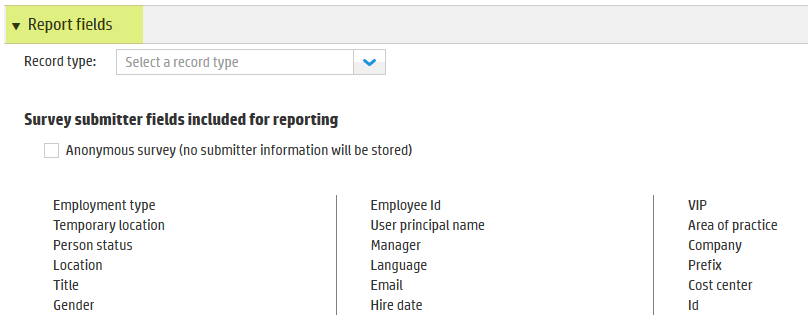 Report fields
Record type: Select a record type
Survey submitter fields included for reporting
Anonymous survey (no submitter information will be stored)
Employment type
Temporary location
Person status
Location
Title
Gender
Employee Id
User principal name
Manager
Language
Email
Hire date
VIP
Area of practice
Company
Prefix
Cost center
Id